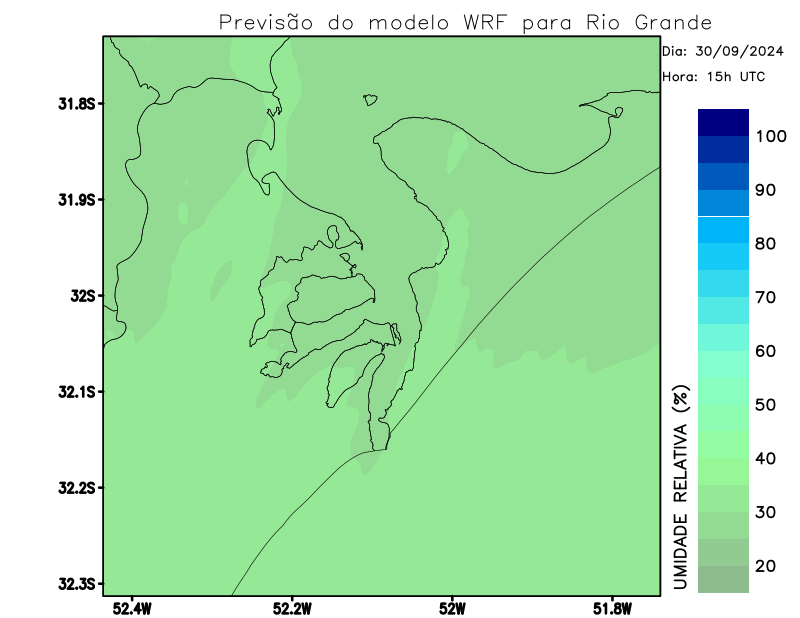 Previsão do modelo WRF para Rio Grande
Dia: 30/09/2024
Hora: 15h UTC
31.8S
31.9S
32S
32.1S
32.2S
32.3S
52.4W
52.2W
52W
51.8W
100
90
80
70
60
50
40
30
20
UMIDADE RELATIVA (%)